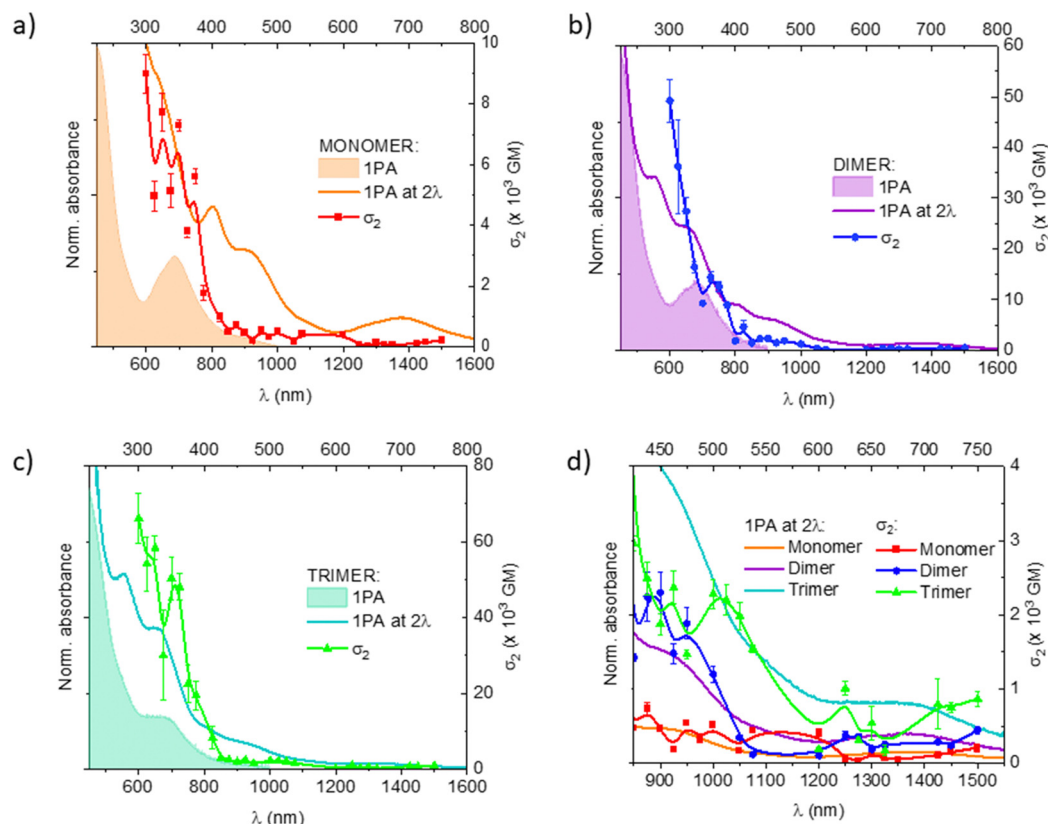 a)
300 400 500 600 700 800
Norm. absorbance
MONOMER:
1PA
1PA at 2λ
σ₂
10
8
6
4
2
0
σ₂ (x 10³ GM)
600 800 1000 1200 1400 1600
λ (nm)
b)
300 400 500 600 700 800
Norm. absorbance
DIMER:
1PA
1PA at 2λ
σ₂
60
50
40
30
20
10
0
σ₂ (x 10³ GM)
600 800 1000 1200 1400 1600
λ (nm)
c)
300 400 500 600 700 800
Norm. absorbance
TRIMER:
1PA
1PA at 2λ
σ₂
80
60
40
20
0
σ₂ (x 10³ GM)
600 800 1000 1200 1400 1600
λ (nm)
d)
450 500 550 600 650 700 750
Norm. absorbance
1PA at 2λ: σ₂:
Monomer Monomer
Dimer Dimer
Trimer Trimer
4
3
2
1
0
σ₂ (x 10³ GM)
900 1000 1100 1200 1300 1400 1500
λ (nm)